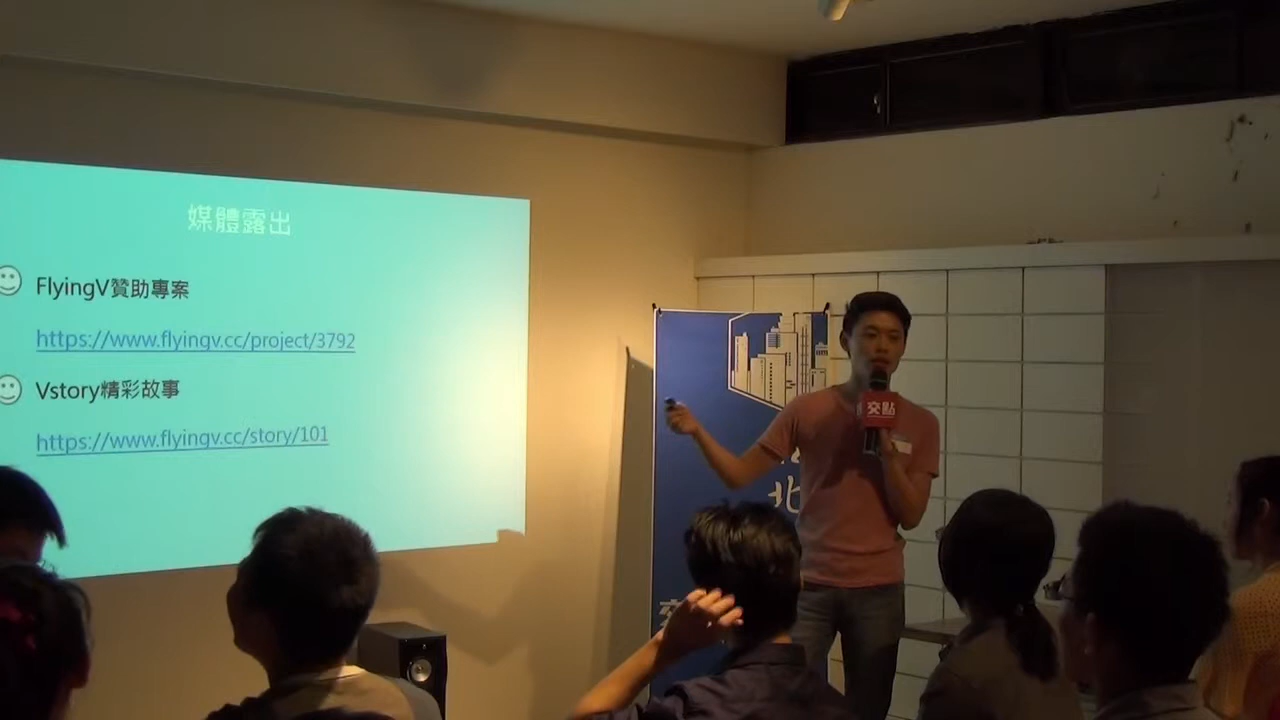 媒體露出
FlyingV贊助專案
https://www.flyingv.cc/project/3792
Vstory精彩故事
https://www.flyingv.cc/story/101
交點
北